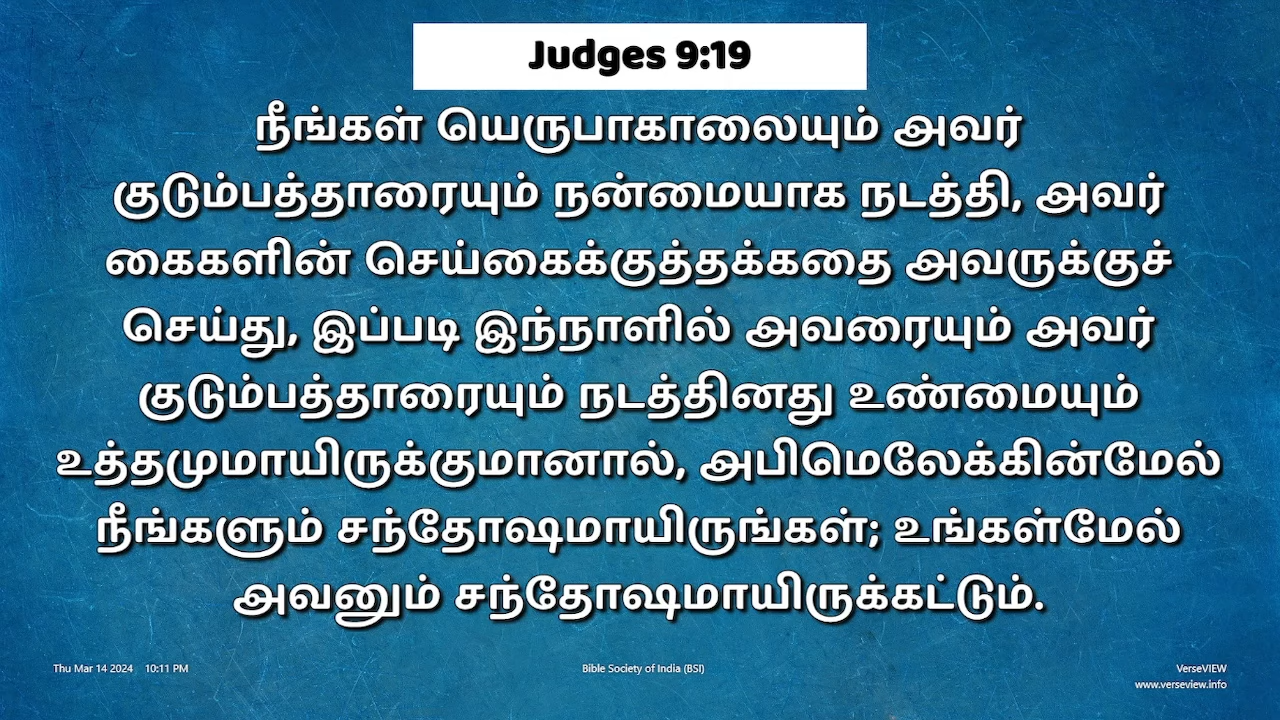 Judges 9:19
நீங்கள் யெருபாகாலையும் அவர்
குடும்பத்தாரையும் நன்மையாக நடத்தி, அவர்
கைகளின் செய்கைக்குத்தக்கதை அவருக்குச்
செய்து, இப்படி இந்நாளில் அவரையும் அவர்
குடும்பத்தாரையும் நடத்தினது உண்மையும்
உத்தமுமாயிருக்குமானால், அபிமெலேக்கின்மேல்
நீங்களும் சந்தோஷமாயிருங்கள்; உங்கள்மேல்
அவனும் சந்தோஷமாயிருக்கட்டும்.
Thu Mar 14 2024 10:11 PM
Bible Society of India (BSI)
VerseVIEW
www.verseview.info